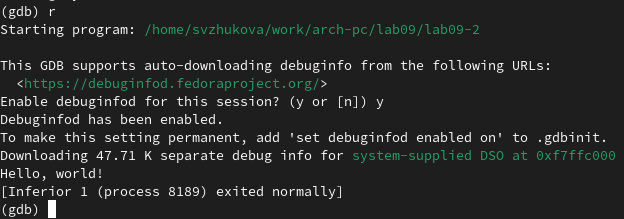 (gdb) r
Starting program: /home/svzhukova/work/arch-pc/lab09/lab09-2
This GDB supports auto-downloading debuginfo from the following URLs:
<https://debuginfod.fedoraproject.org/>
Enable debuginfod for this session? (y or [n]) y
Debuginfod has been enabled.
To make this setting permanent, add 'set debuginfod enabled on' to .gdbinit.
Downloading 47.71 K separate debug info for system-supplied DSO at 0xf7ffc000
Hello, world!
[Inferior 1 (process 8189) exited normally]
(gdb)